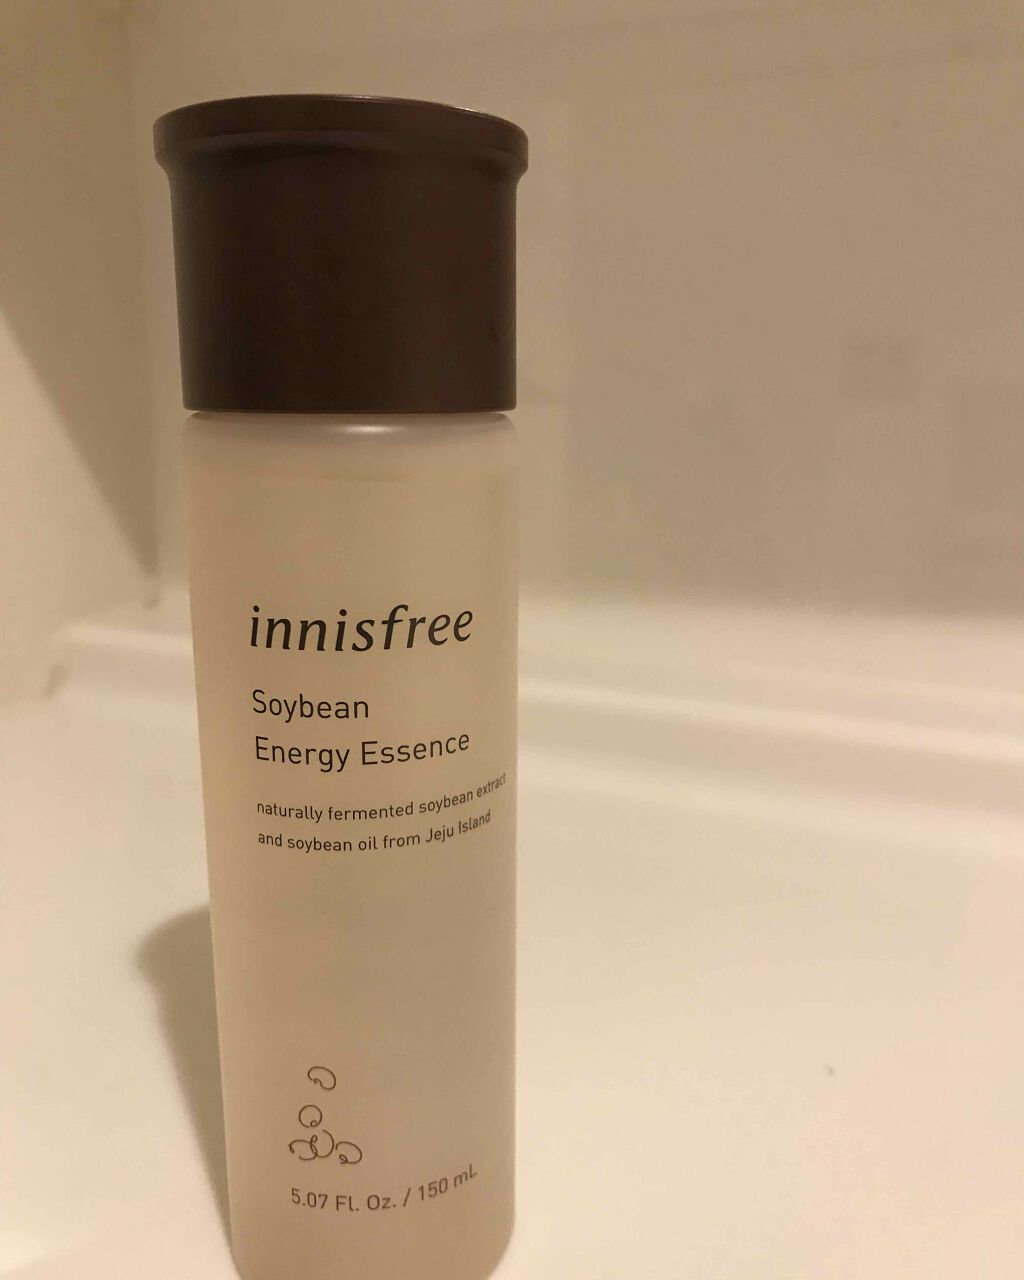 innisfree
Soybean
Energy Essence
naturally fermented soybean extract
and soybean oil from Jeju Island
5.07 Fl. Oz. / 150 mL